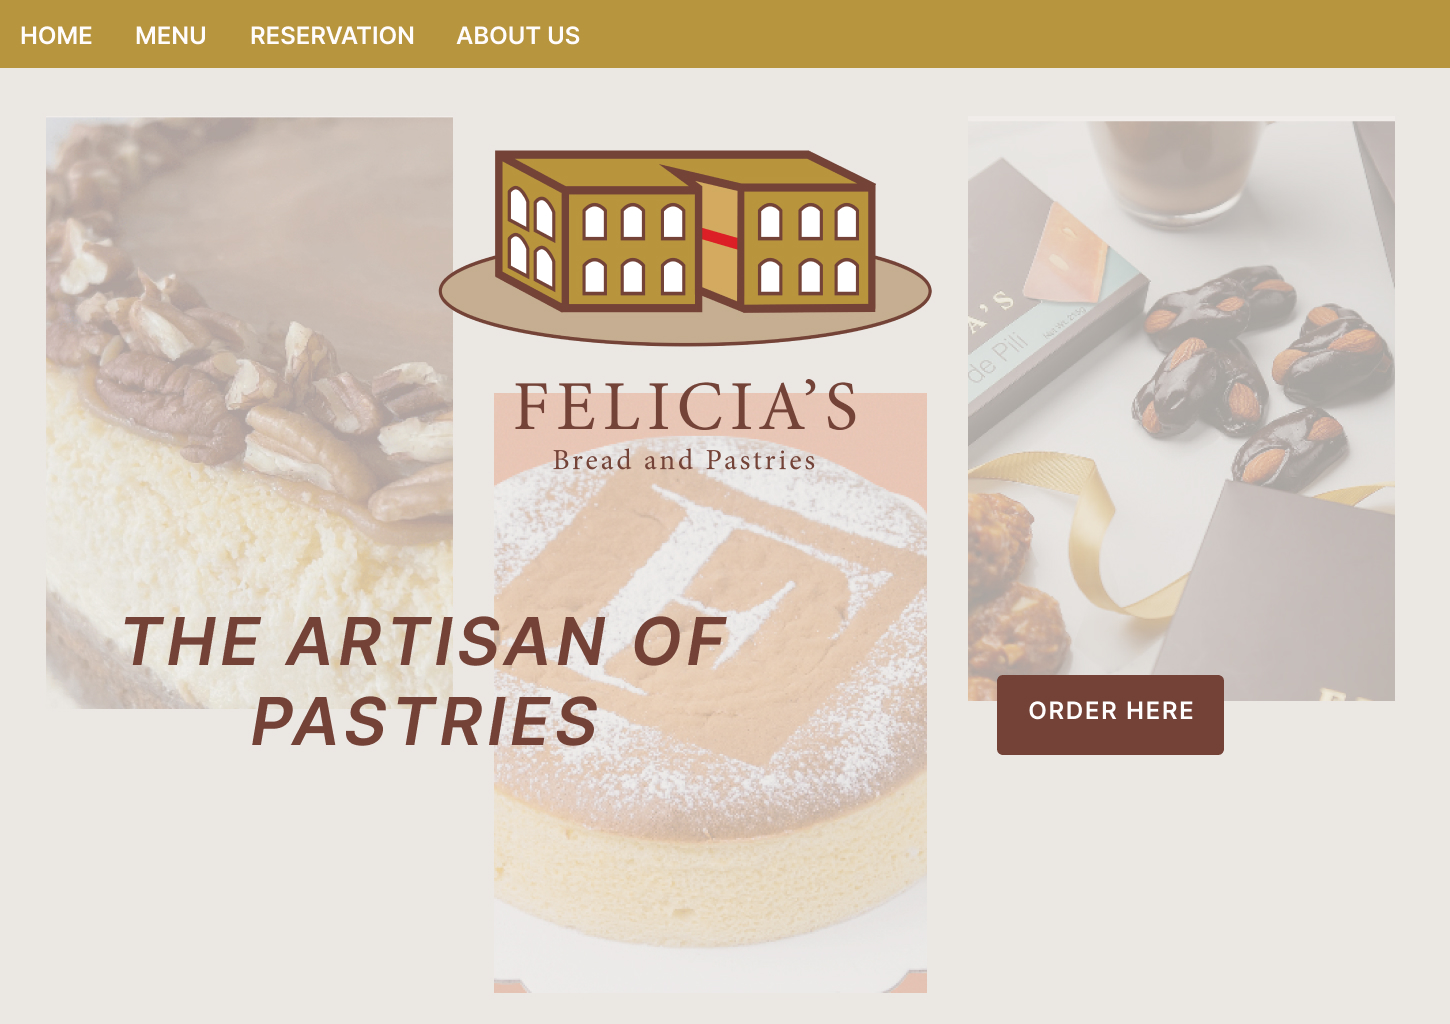 HOME MENU RESERVATION ABOUT US
FELICIA’S
Bread and Pastries
A'S
de Pili
THE ARTISAN OF
PASTRIES
ORDER HERE